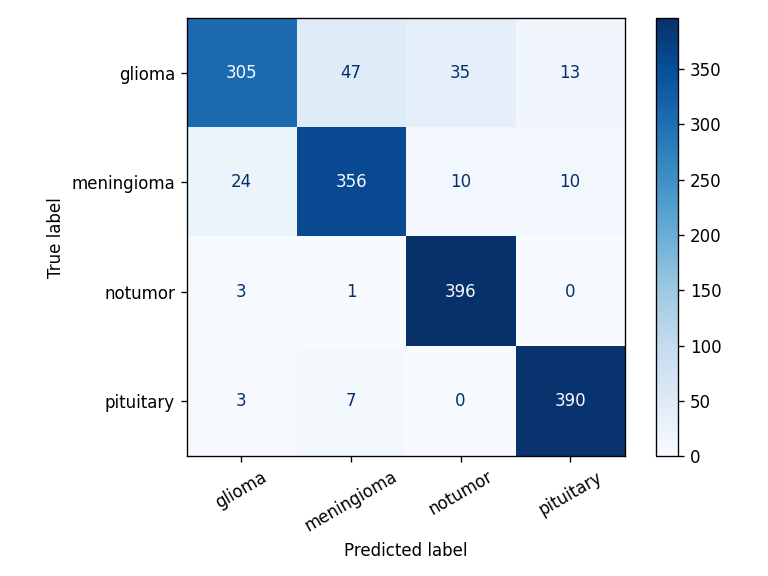 glioma 305 47 35 13
meningioma 24 356 10 10
notumor 3 1 396 0
pituitary 3 7 0 390
glioma meningioma notumor pituitary
Predicted label
True label
350
300
250
200
150
100
50
0